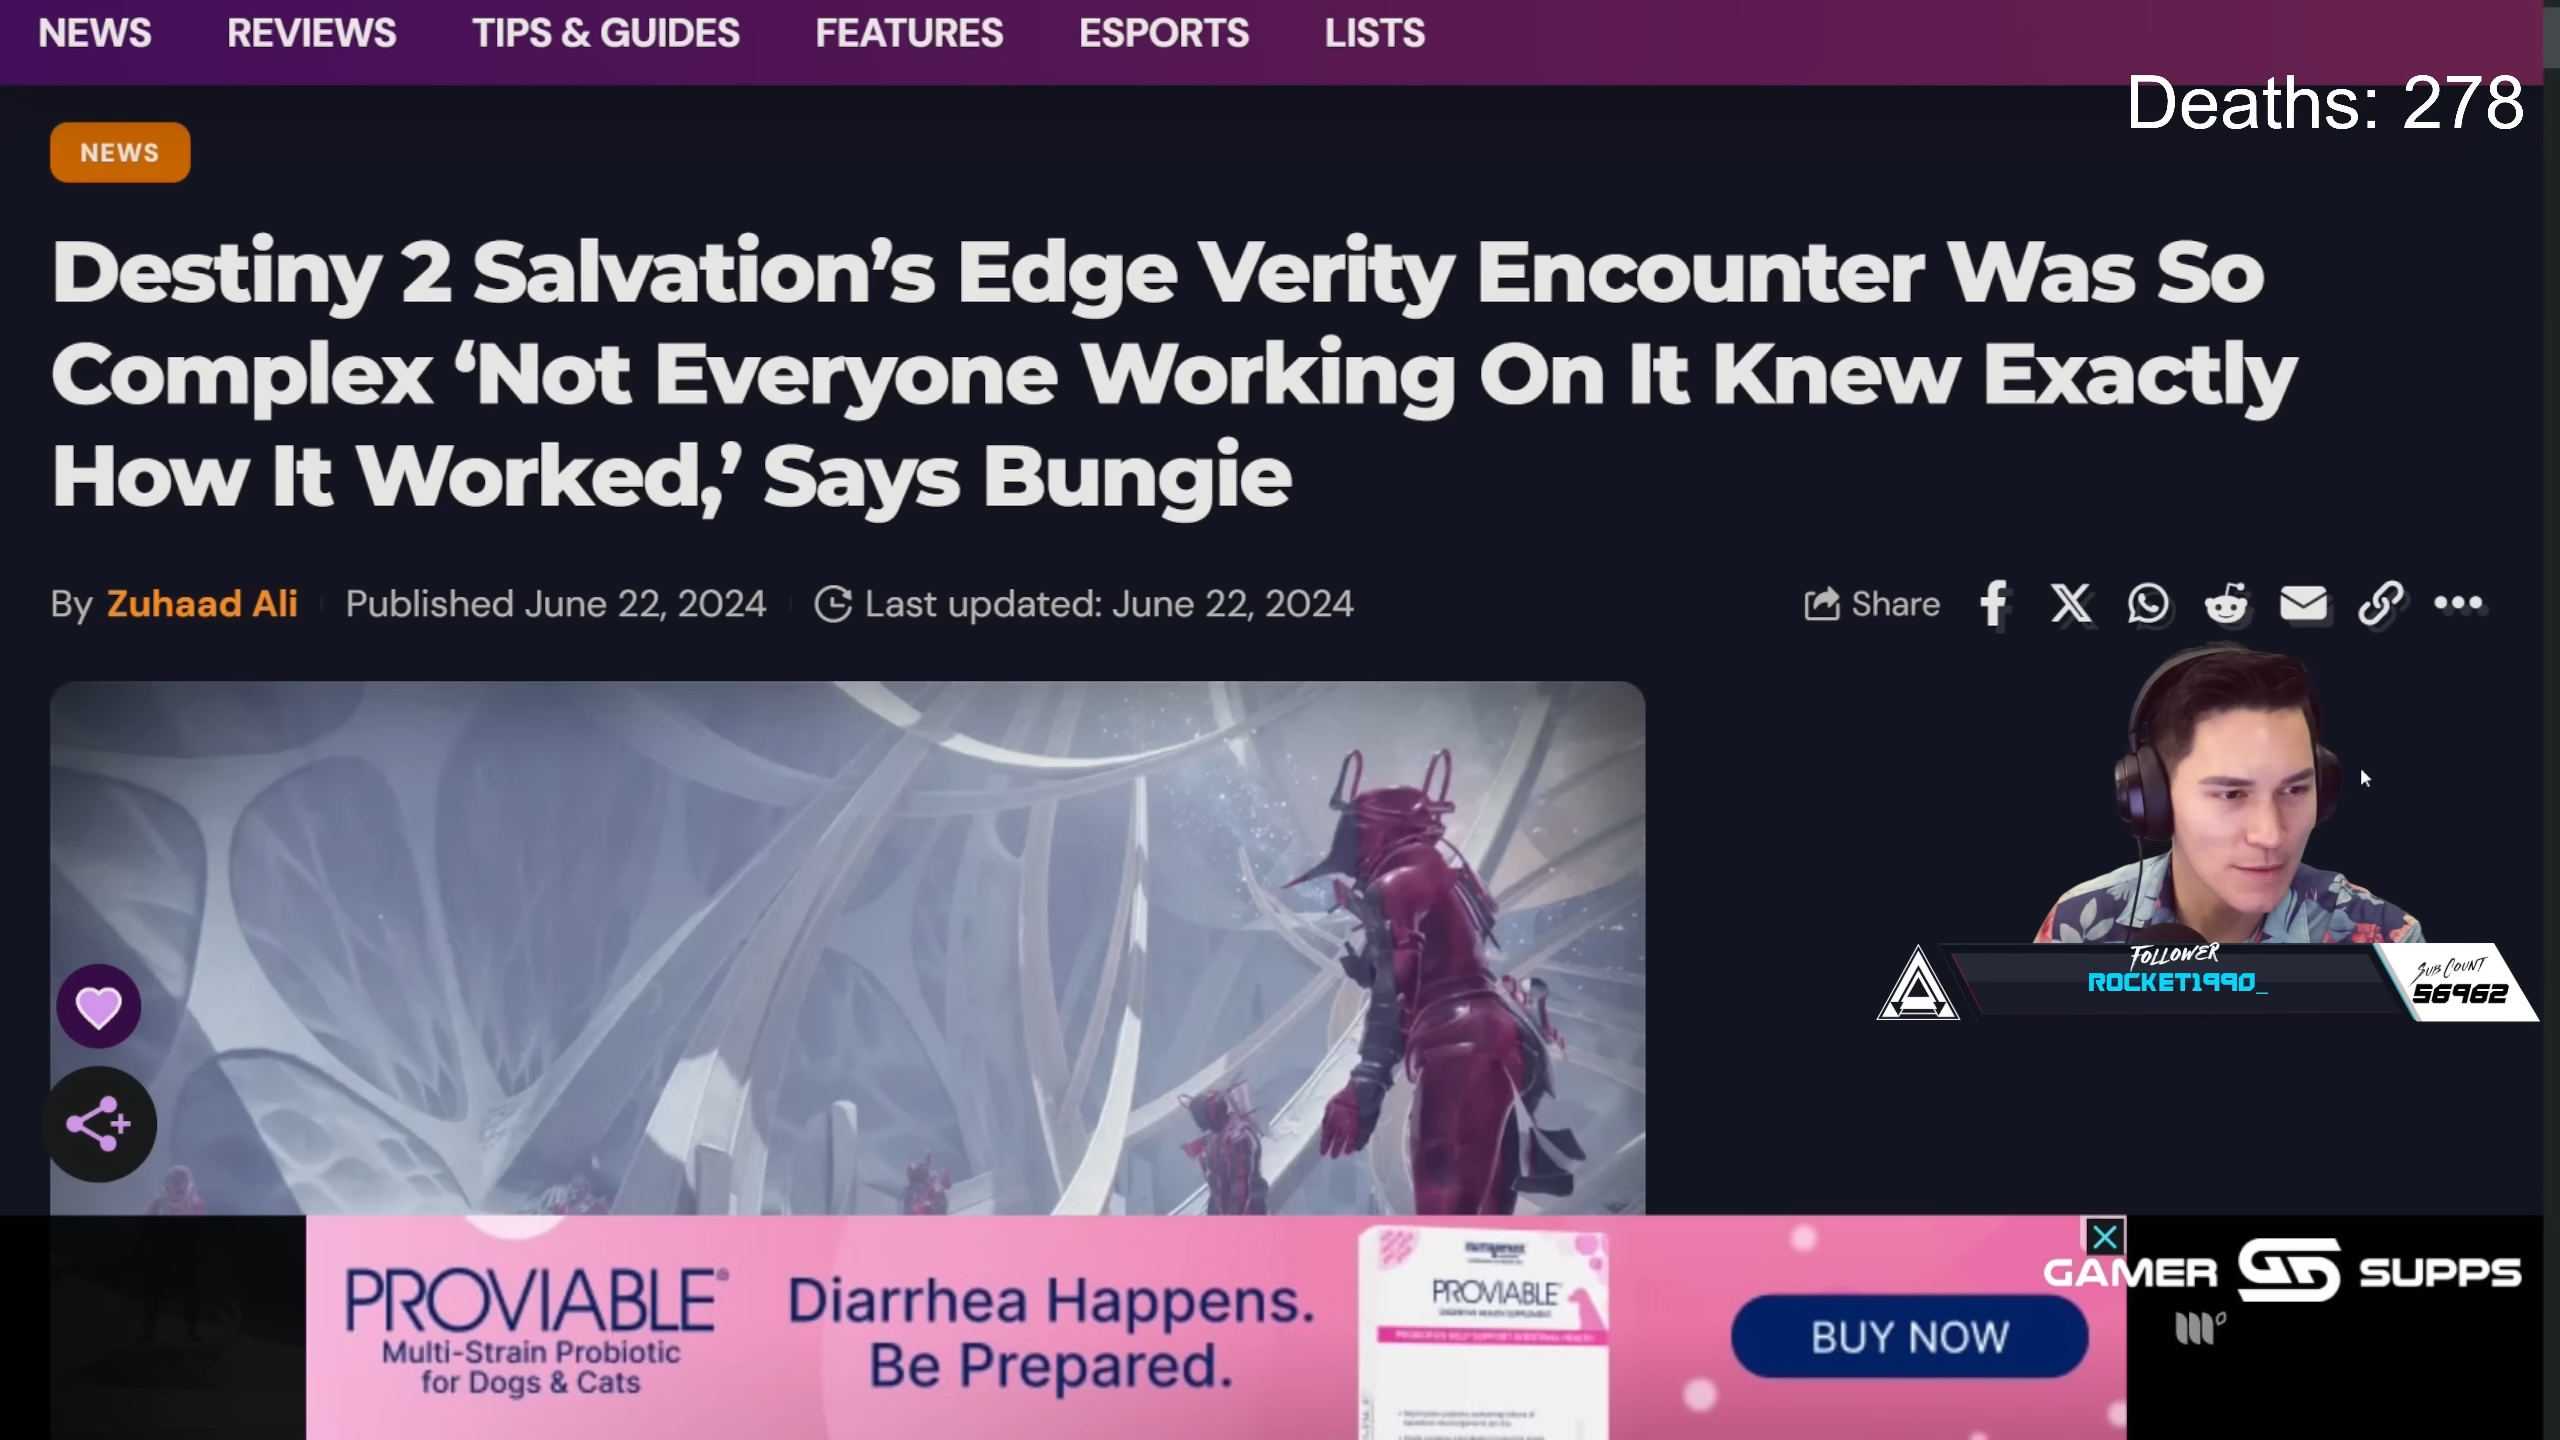 NEWS REVIEWS TIPS & GUIDES FEATURES ESPORTS LISTS
Deaths: 278
NEWS
Destiny 2 Salvation’s Edge Verity Encounter Was So
Complex ‘Not Everyone Working On It Knew Exactly
How It Worked,’ Says Bungie
By Zuhaad Ali Published June 22, 2024 Last updated: June 22, 2024
Share
FOLLOWER
ROCKET1990_
SUB COUNT
56962
PROVIABLE®
Multi-Strain Probiotic
for Dogs & Cats
Diarrhea Happens.
Be Prepared.
PROVIABLE
BUY NOW
GAMER SUPPS